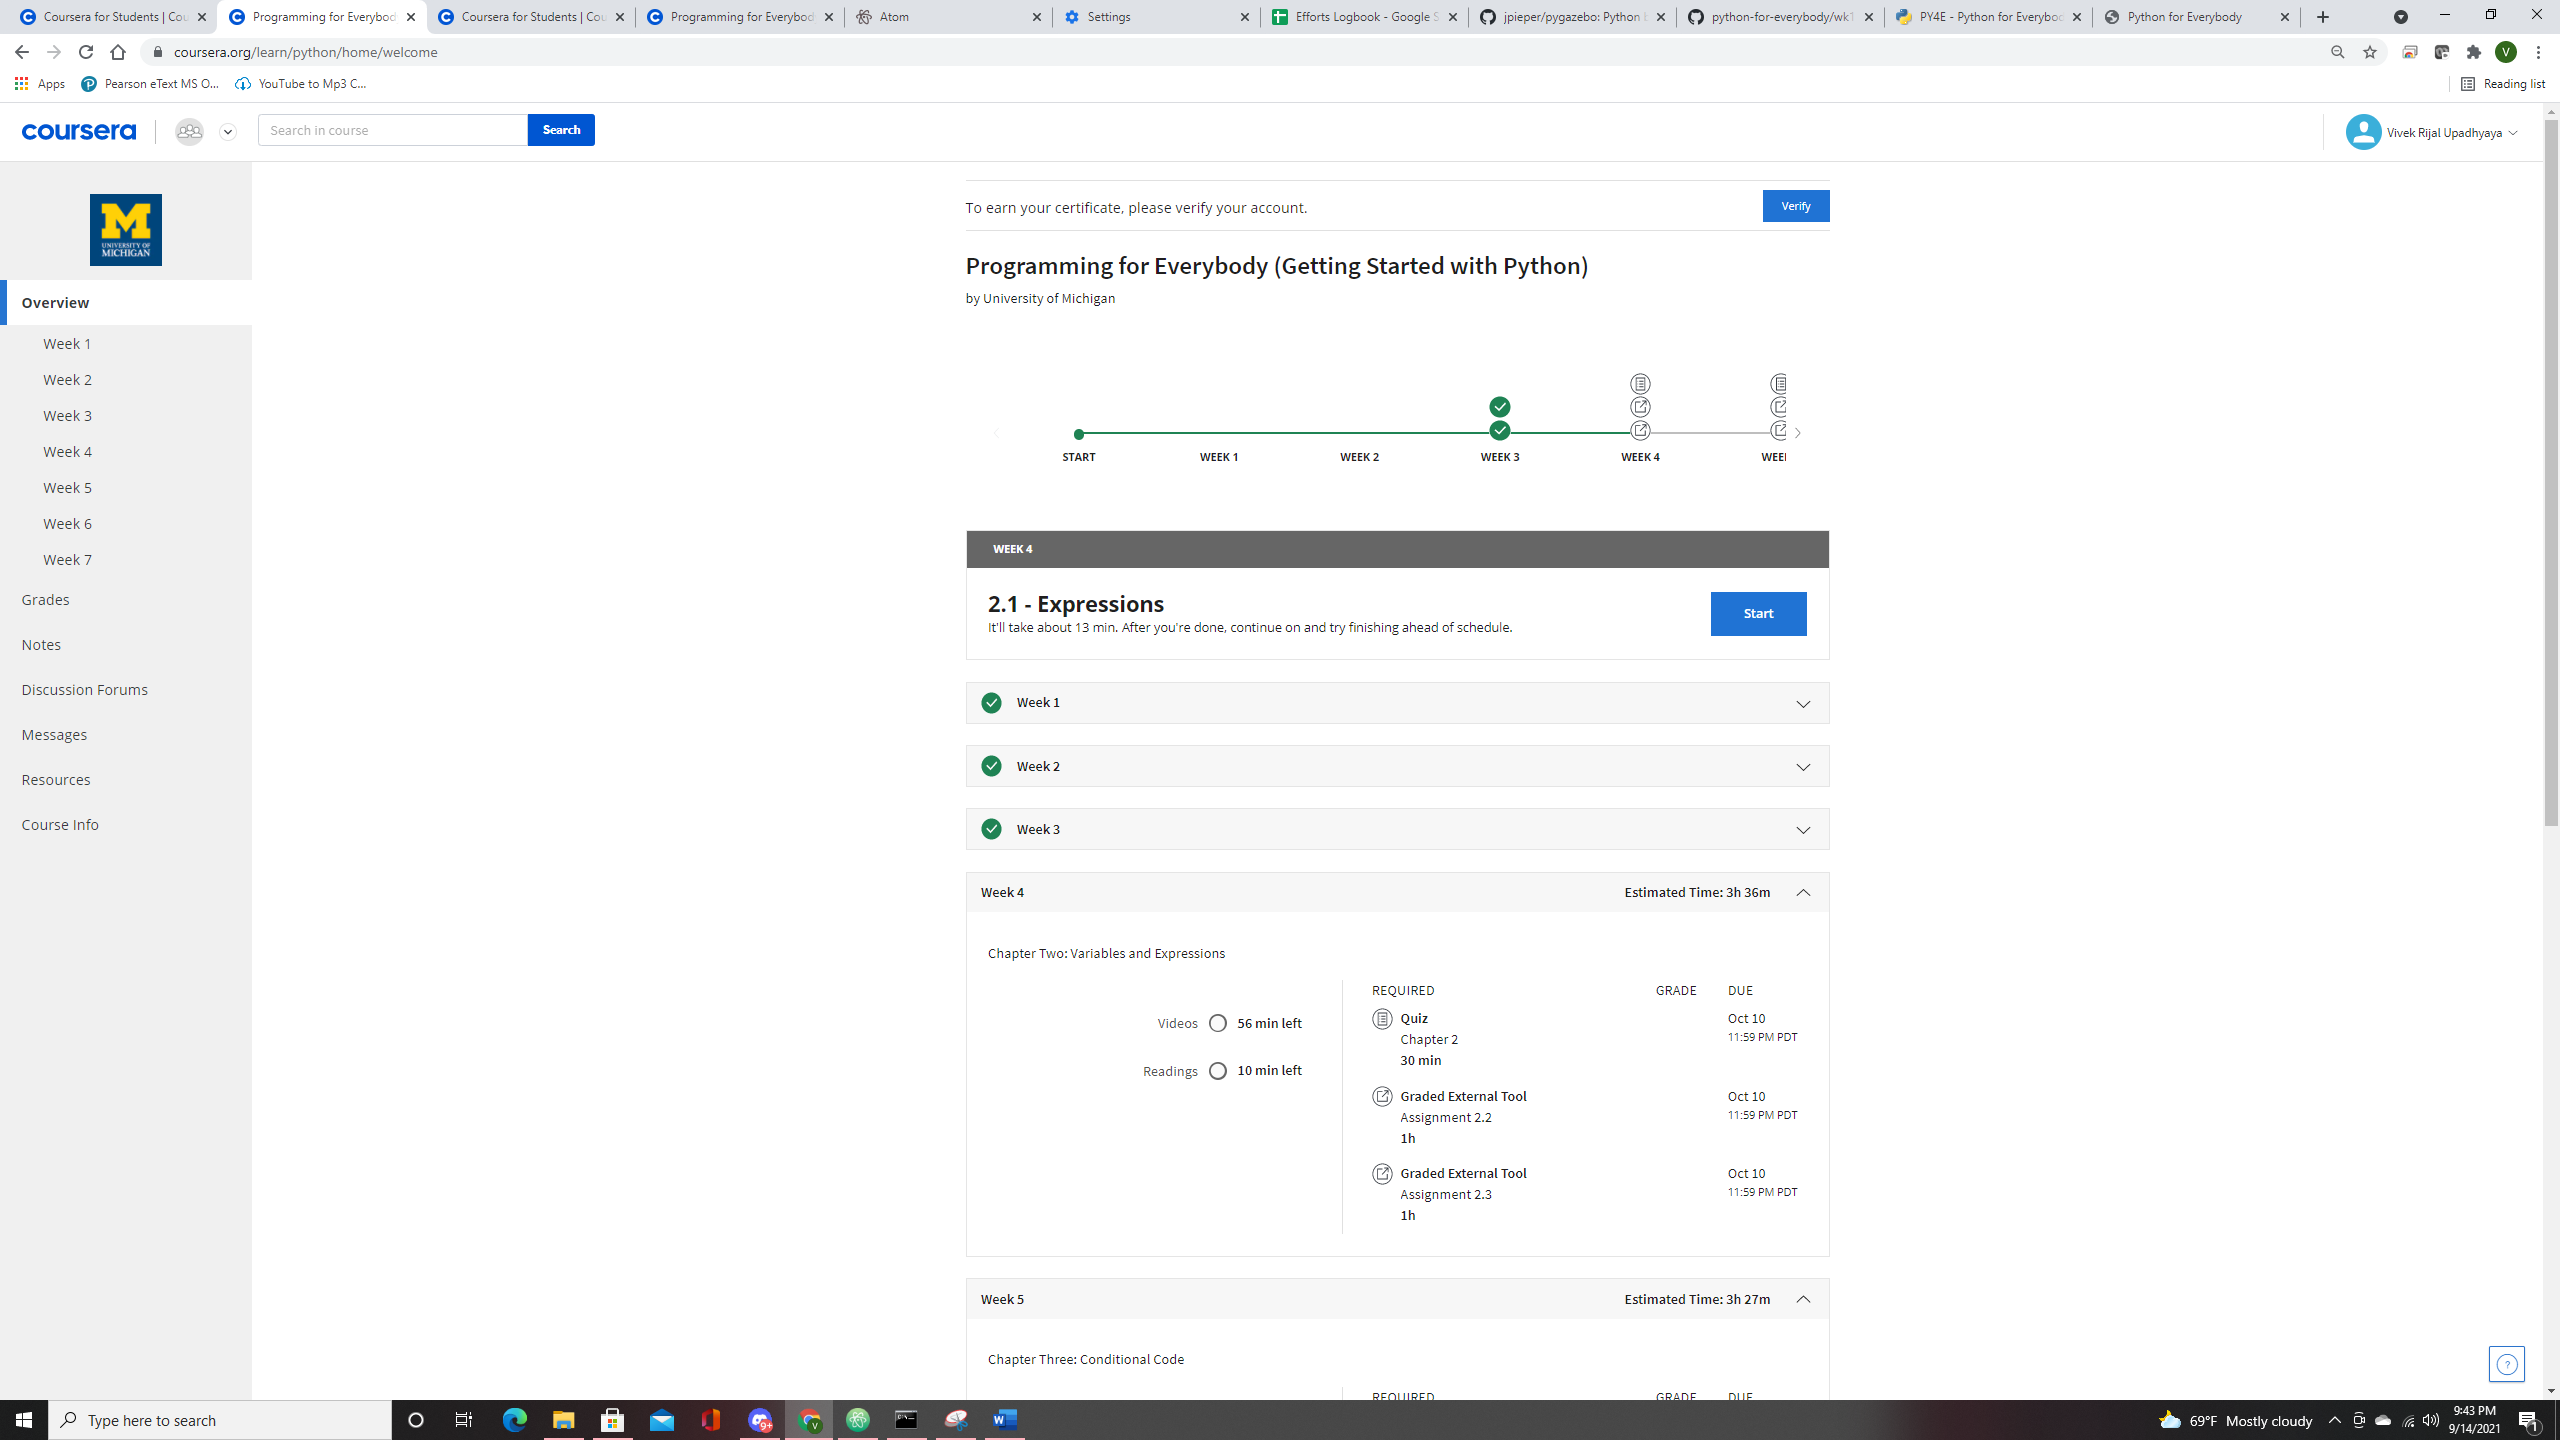 Coursera for Students | Cou
Programming for Everybod
Coursera for Students | Cou
Programming for Everybod
Atom
Settings
Efforts Logbook - Google S
jpieper/pygazebo: Python b
python-for-everybody/wk1
PY4E - Python for Everybod
Python for Everybody
coursera.org/learn/python/home/welcome
V
Apps
Pearson eText MS O...
YouTube to Mp3 C...
Reading list
coursera
Search in course
Search
Vivek Rijal Upadhyaya
M
UNIVERSITY OF
MICHIGAN
Overview
Week 1
Week 2
Week 3
Week 4
Week 5
Week 6
Week 7
Grades
Notes
Discussion Forums
Messages
Resources
Course Info
To earn your certificate, please verify your account.
Verify
Programming for Everybody (Getting Started with Python)
by University of Michigan
START
WEEK 1
WEEK 2
WEEK 3
WEEK 4
WEE
WEEK 4
2.1 - Expressions
It'll take about 13 min. After you're done, continue on and try finishing ahead of schedule.
Start
Week 1
Week 2
Week 3
Week 4
Estimated Time: 3h 36m
Chapter Two: Variables and Expressions
Videos
56 min left
Readings
10 min left
REQUIRED
GRADE
DUE
Quiz
Chapter 2
30 min
Oct 10
11:59 PM PDT
Graded External Tool
Assignment 2.2
1h
Oct 10
11:59 PM PDT
Graded External Tool
Assignment 2.3
1h
Oct 10
11:59 PM PDT
Week 5
Estimated Time: 3h 27m
Chapter Three: Conditional Code
REQUIRED
GRADE
DUE
?
Type here to search
9+
V
69°F Mostly cloudy
9:43 PM
9/14/2021
1